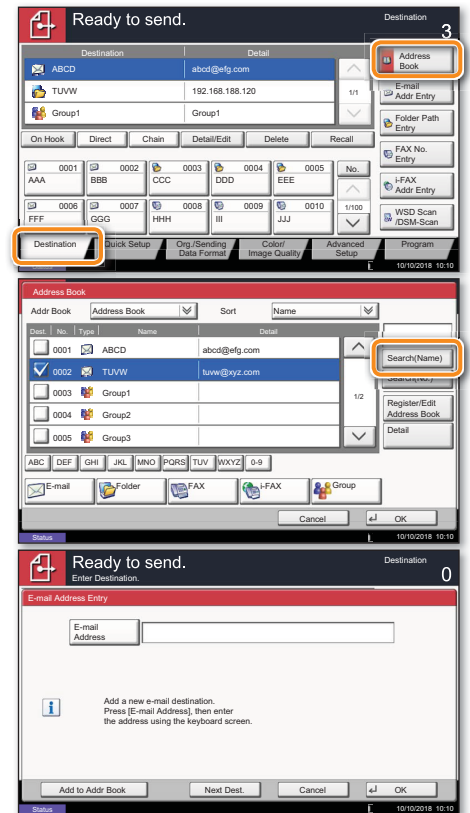 Ready to send.
Destination
3
Destination Detail
ABCD abcd@efg.com
TUVW 192.168.188.120
Group1 Group1
1/1
Address Book
E-mail Addr Entry
Folder Path Entry
FAX No. Entry
i-FAX Addr Entry
WSD Scan /DSM-Scan
On Hook Direct Chain Detail/Edit Delete Recall
0001 AAA 0002 BBB 0003 CCC 0004 DDD 0005 EEE No.
0006 FFF 0007 GGG 0008 HHH 0009 III 0010 JJJ 1/100
Destination Quick Setup Org./Sending Data Format Color/ Image Quality Advanced Setup Program
Status 10/10/2018 10:10
Address Book
Addr Book Address Book Sort Name
Dest. No. Type Name Detail
0001 ABCD abcd@efg.com
0002 TUVW tuvw@xyz.com
0003 Group1
0004 Group2
0005 Group3
1/2
Search(Name)
Search(No.)
Register/Edit Address Book
Detail
ABC DEF GHI JKL MNO PQRS TUV WXYZ 0-9
E-mail Folder FAX i-FAX Group
Cancel OK
Status 10/10/2018 10:10
Ready to send.
Enter Destination.
Destination
0
E-mail Address Entry
E-mail Address
Add a new e-mail destination.
Press [E-mail Address], then enter
the address using the keyboard screen.
Add to Addr Book Next Dest. Cancel OK
Status 10/10/2018 10:10